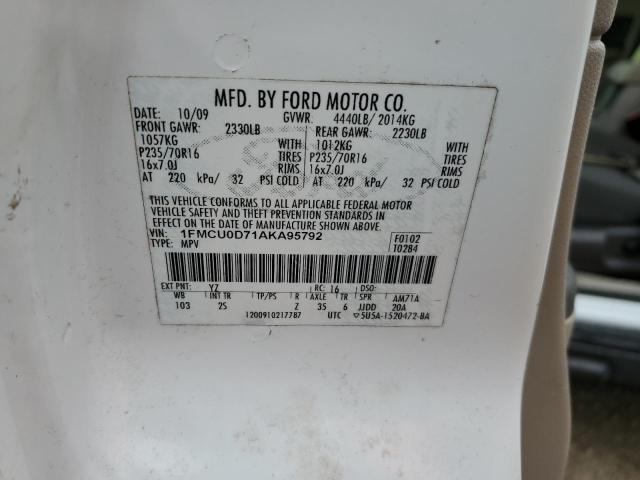 MFD. BY FORD MOTOR CO.
DATE: 10/09 GVWR: 4440LB/ 2014KG
FRONT GAWR: 2330LB REAR GAWR: 2230LB
1057KG WITH 1012KG WITH
P235/70R16 TIRES P235/70R16 TIRES
16x7.0J RIMS 16x7.0J RIMS
AT 220 kPa/ 32 PSI COLD AT 220 kPa/ 32 PSI COLD
THIS VEHICLE CONFORMS TO ALL APPLICABLE FEDERAL MOTOR
VEHICLE SAFETY AND THEFT PREVENTION STANDARDS IN
EFFECT ON THE DATE OF MANUFACTURE SHOWN ABOVE.
VIN: 1FMCU0D71AKA95792 F0102
TYPE: MPV T0284
EXT PNT: YZ RC: 16 DSO:
WB INT TR TP/PS R AXLE TR SPR AM71A
103 2S Z 35 6 JJDD 20A
1200910217787 UTC ▽5U5A-1520472-BA